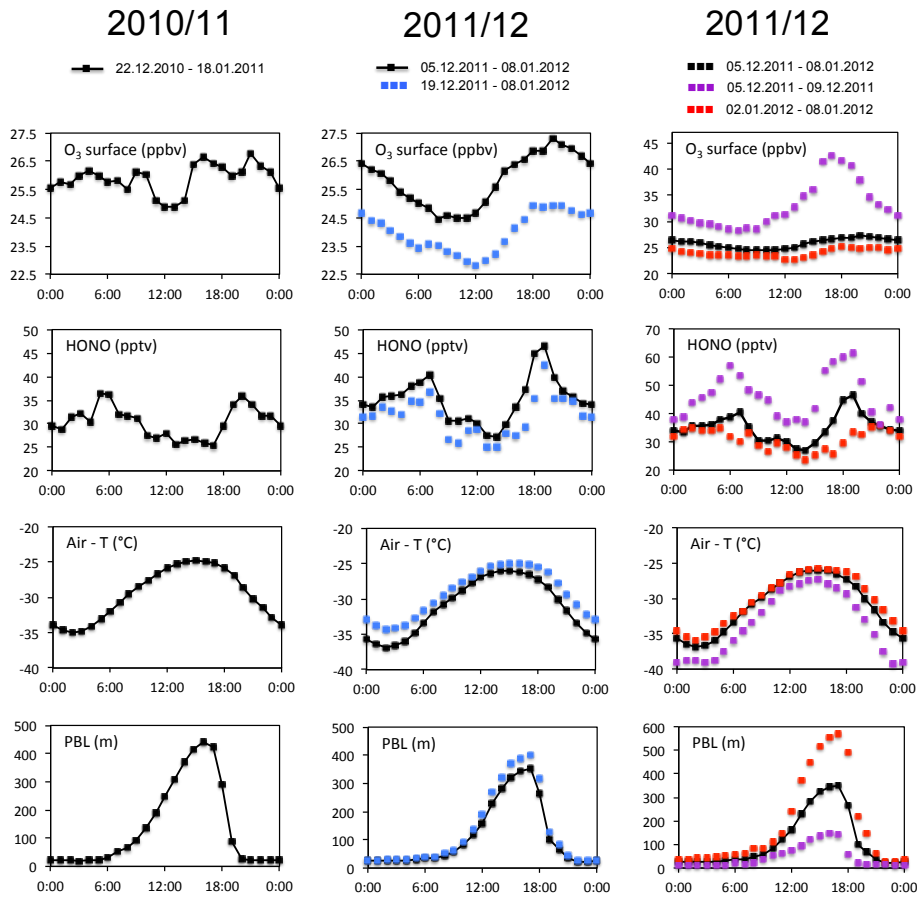 2010/11 2011/12 2011/12
22.12.2010 - 18.01.2011
05.12.2011 - 08.01.2012
19.12.2011 - 08.01.2012
05.12.2011 - 08.01.2012
05.12.2011 - 09.12.2011
02.01.2012 - 08.01.2012
O₃ surface (ppbv)
27.5
26.5
25.5
24.5
23.5
22.5
0:00 6:00 12:00 18:00 0:00
O₃ surface (ppbv)
27.5
26.5
25.5
24.5
23.5
22.5
0:00 6:00 12:00 18:00 0:00
O₃ surface (ppbv)
45
40
35
30
25
20
0:00 6:00 12:00 18:00 0:00
HONO (pptv)
50
45
40
35
30
25
20
0:00 6:00 12:00 18:00 0:00
HONO (pptv)
50
45
40
35
30
25
20
0:00 6:00 12:00 18:00 0:00
HONO (pptv)
70
60
50
40
30
20
0:00 6:00 12:00 18:00 0:00
Air - T (°C)
-20
-25
-30
-35
-40
0:00 6:00 12:00 18:00 0:00
Air - T (°C)
-20
-25
-30
-35
-40
0:00 6:00 12:00 18:00 0:00
Air - T (°C)
-20
-25
-30
-35
-40
0:00 6:00 12:00 18:00 0:00
PBL (m)
500
400
300
200
100
0
0:00 6:00 12:00 18:00 0:00
PBL (m)
500
400
300
200
100
0
0:00 6:00 12:00 18:00 0:00
PBL (m)
600
500
400
300
200
100
0
0:00 6:00 12:00 18:00 0:00